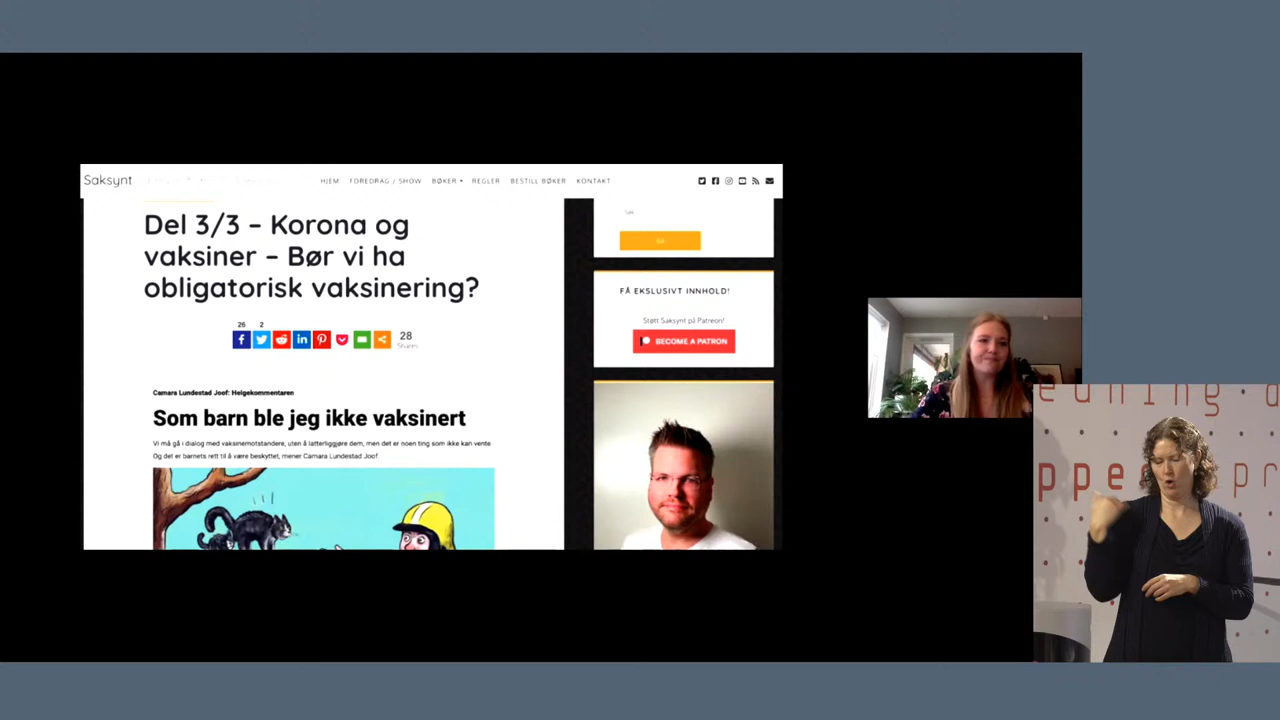 Saksynt
HJEM FOREDRAG / SHOW BØKER REGLER BESTILL BØKER KONTAKT
Del 3/3 – Korona og
vaksiner – Bør vi ha
obligatorisk vaksinering?
26 2
28
Shares
Camara Lundestad Joof: Helgekommentaren
Som barn ble jeg ikke vaksinert
Vi må gå i dialog med vaksinemotstandere, uten å latterliggjøre dem, men det er noen ting som ikke kan vente
Og det er barnets rett til å være beskyttet, mener Camara Lundestad Joof
Søk
FÅ EKSLUSIVT INNHOLD!
Støtt Saksynt på Patreon!
BECOME A PATRON